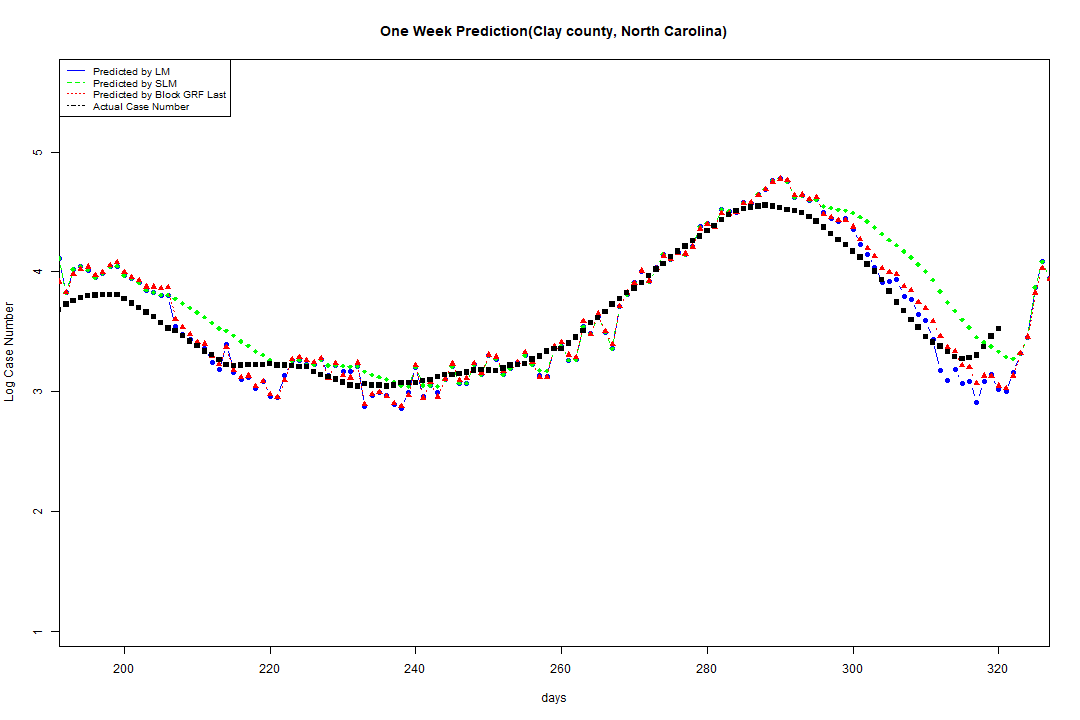 One Week Prediction(Clay county, North Carolina)
Predicted by LM
Predicted by SLM
Predicted by Block GRF Last
Actual Case Number
5
4
3
2
1
Log Case Number
200
220
240
260
280
300
320
days